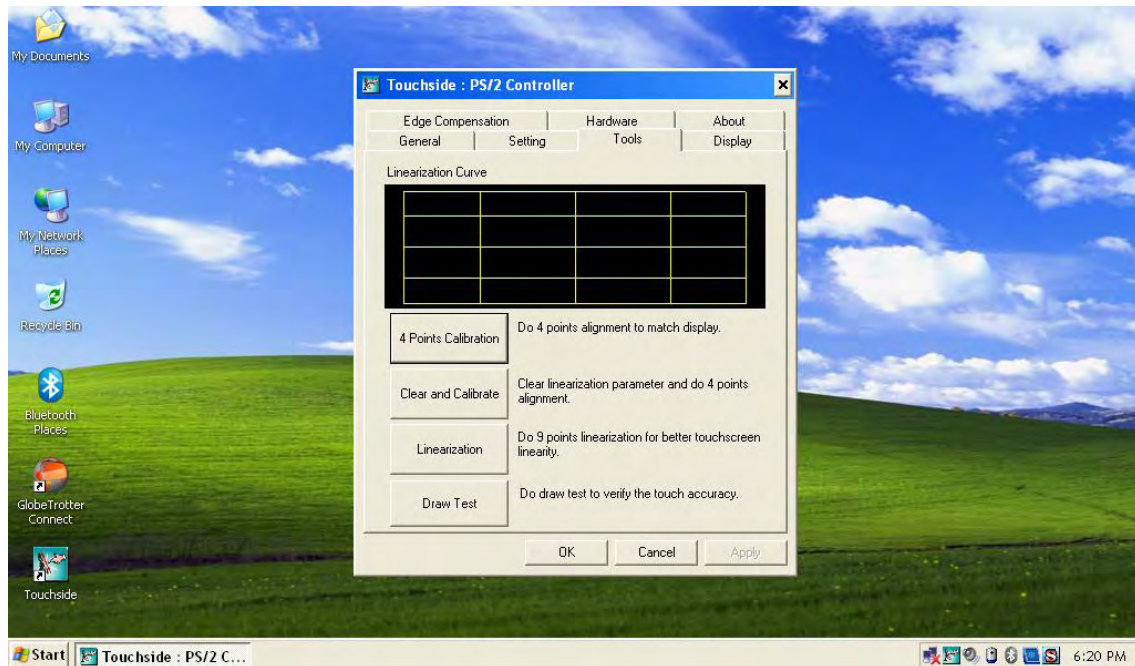 My Documents
My Computer
My Network
Places
Recycle Bin
Bluetooth
Places
GlobeTrotter
Connect
Touchside
Touchside : PS/2 Controller
Edge Compensation
Hardware
About
General
Setting
Tools
Display
Linearization Curve
4 Points Calibration
Do 4 points alignment to match display.
Clear and Calibrate
Clear linearization parameter and do 4 points
alignment.
Linearization
Do 9 points linearization for better touchscreen
linearity.
Draw Test
Do draw test to verify the touch accuracy.
OK
Cancel
Apply
Start
Touchside : PS/2 C...
6:20 PM